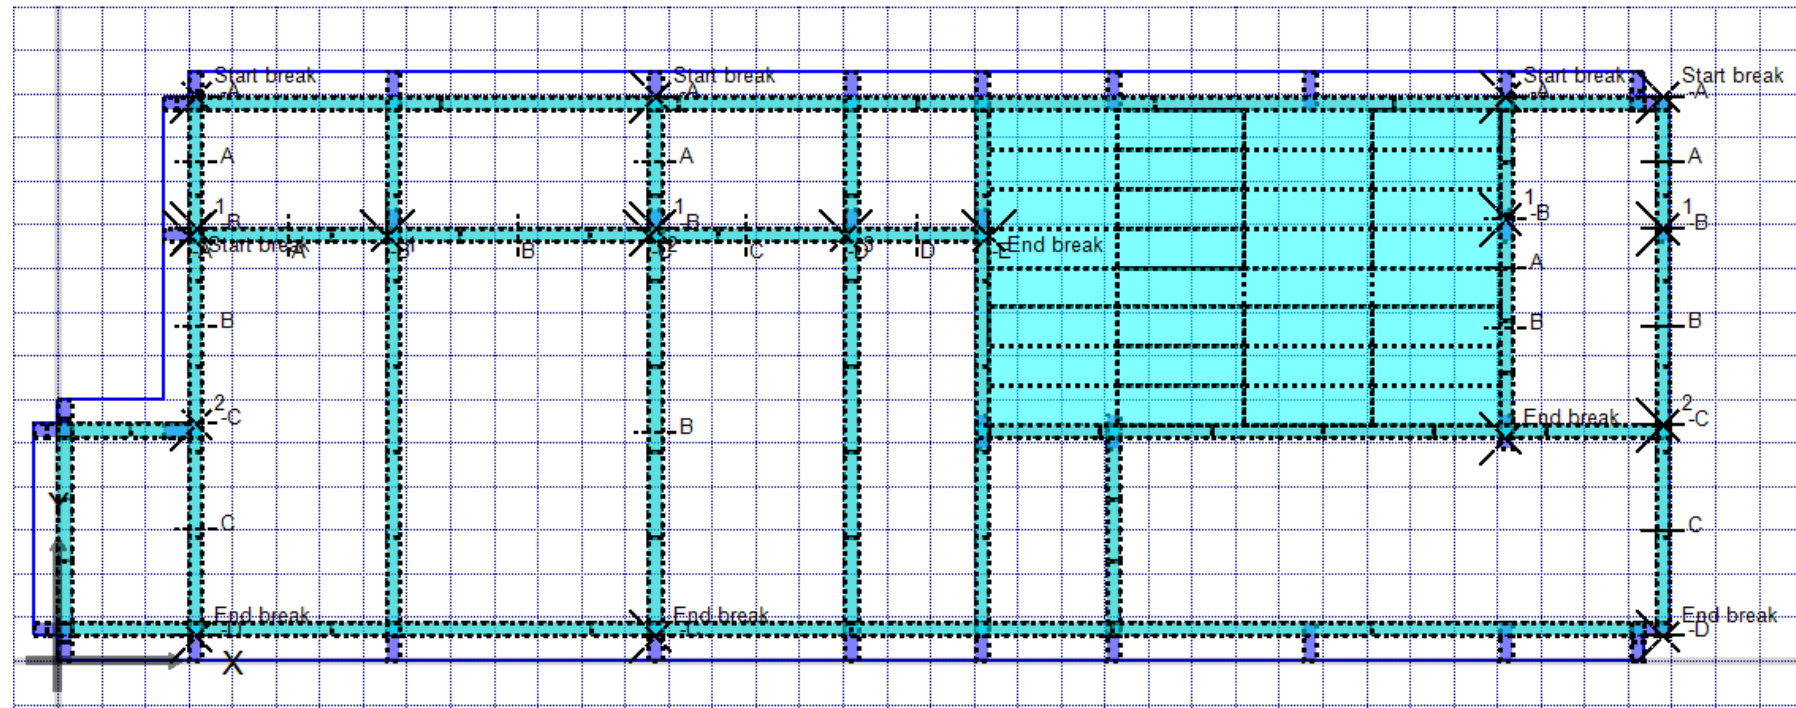 Start break Start break Start break Start break
-A -A -A -A
A A A
1 1 1 1
-B -B -B -B
Start break End break
-A A -B B C -D D -E
A
B B B
2 End break 2
-C -C
B
Y
C C
End break End break End break
-D -C -D
X